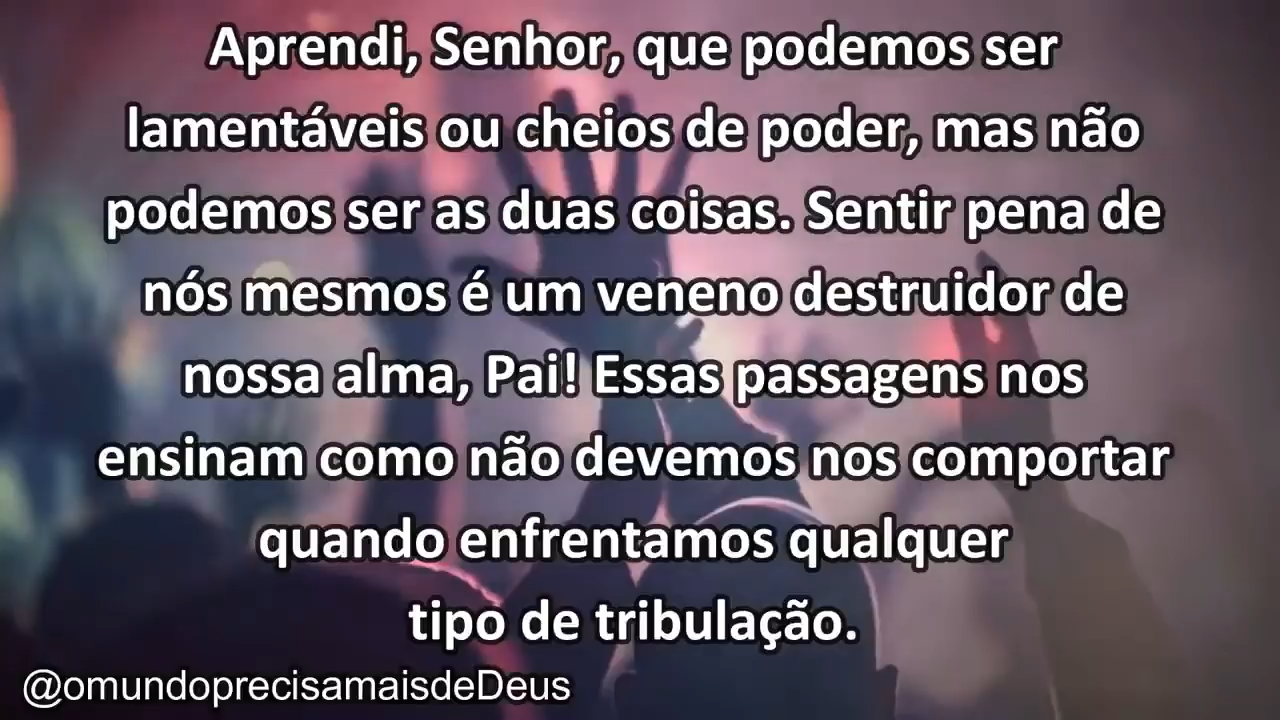 Aprendi, Senhor, que podemos ser
lamentáveis ou cheios de poder, mas não
podemos ser as duas coisas. Sentir pena de
nós mesmos é um veneno destruidor de
nossa alma, Pai! Essas passagens nos
ensinam como não devemos nos comportar
quando enfrentamos qualquer
tipo de tribulação.
@omundoprecisamaisdeDeus